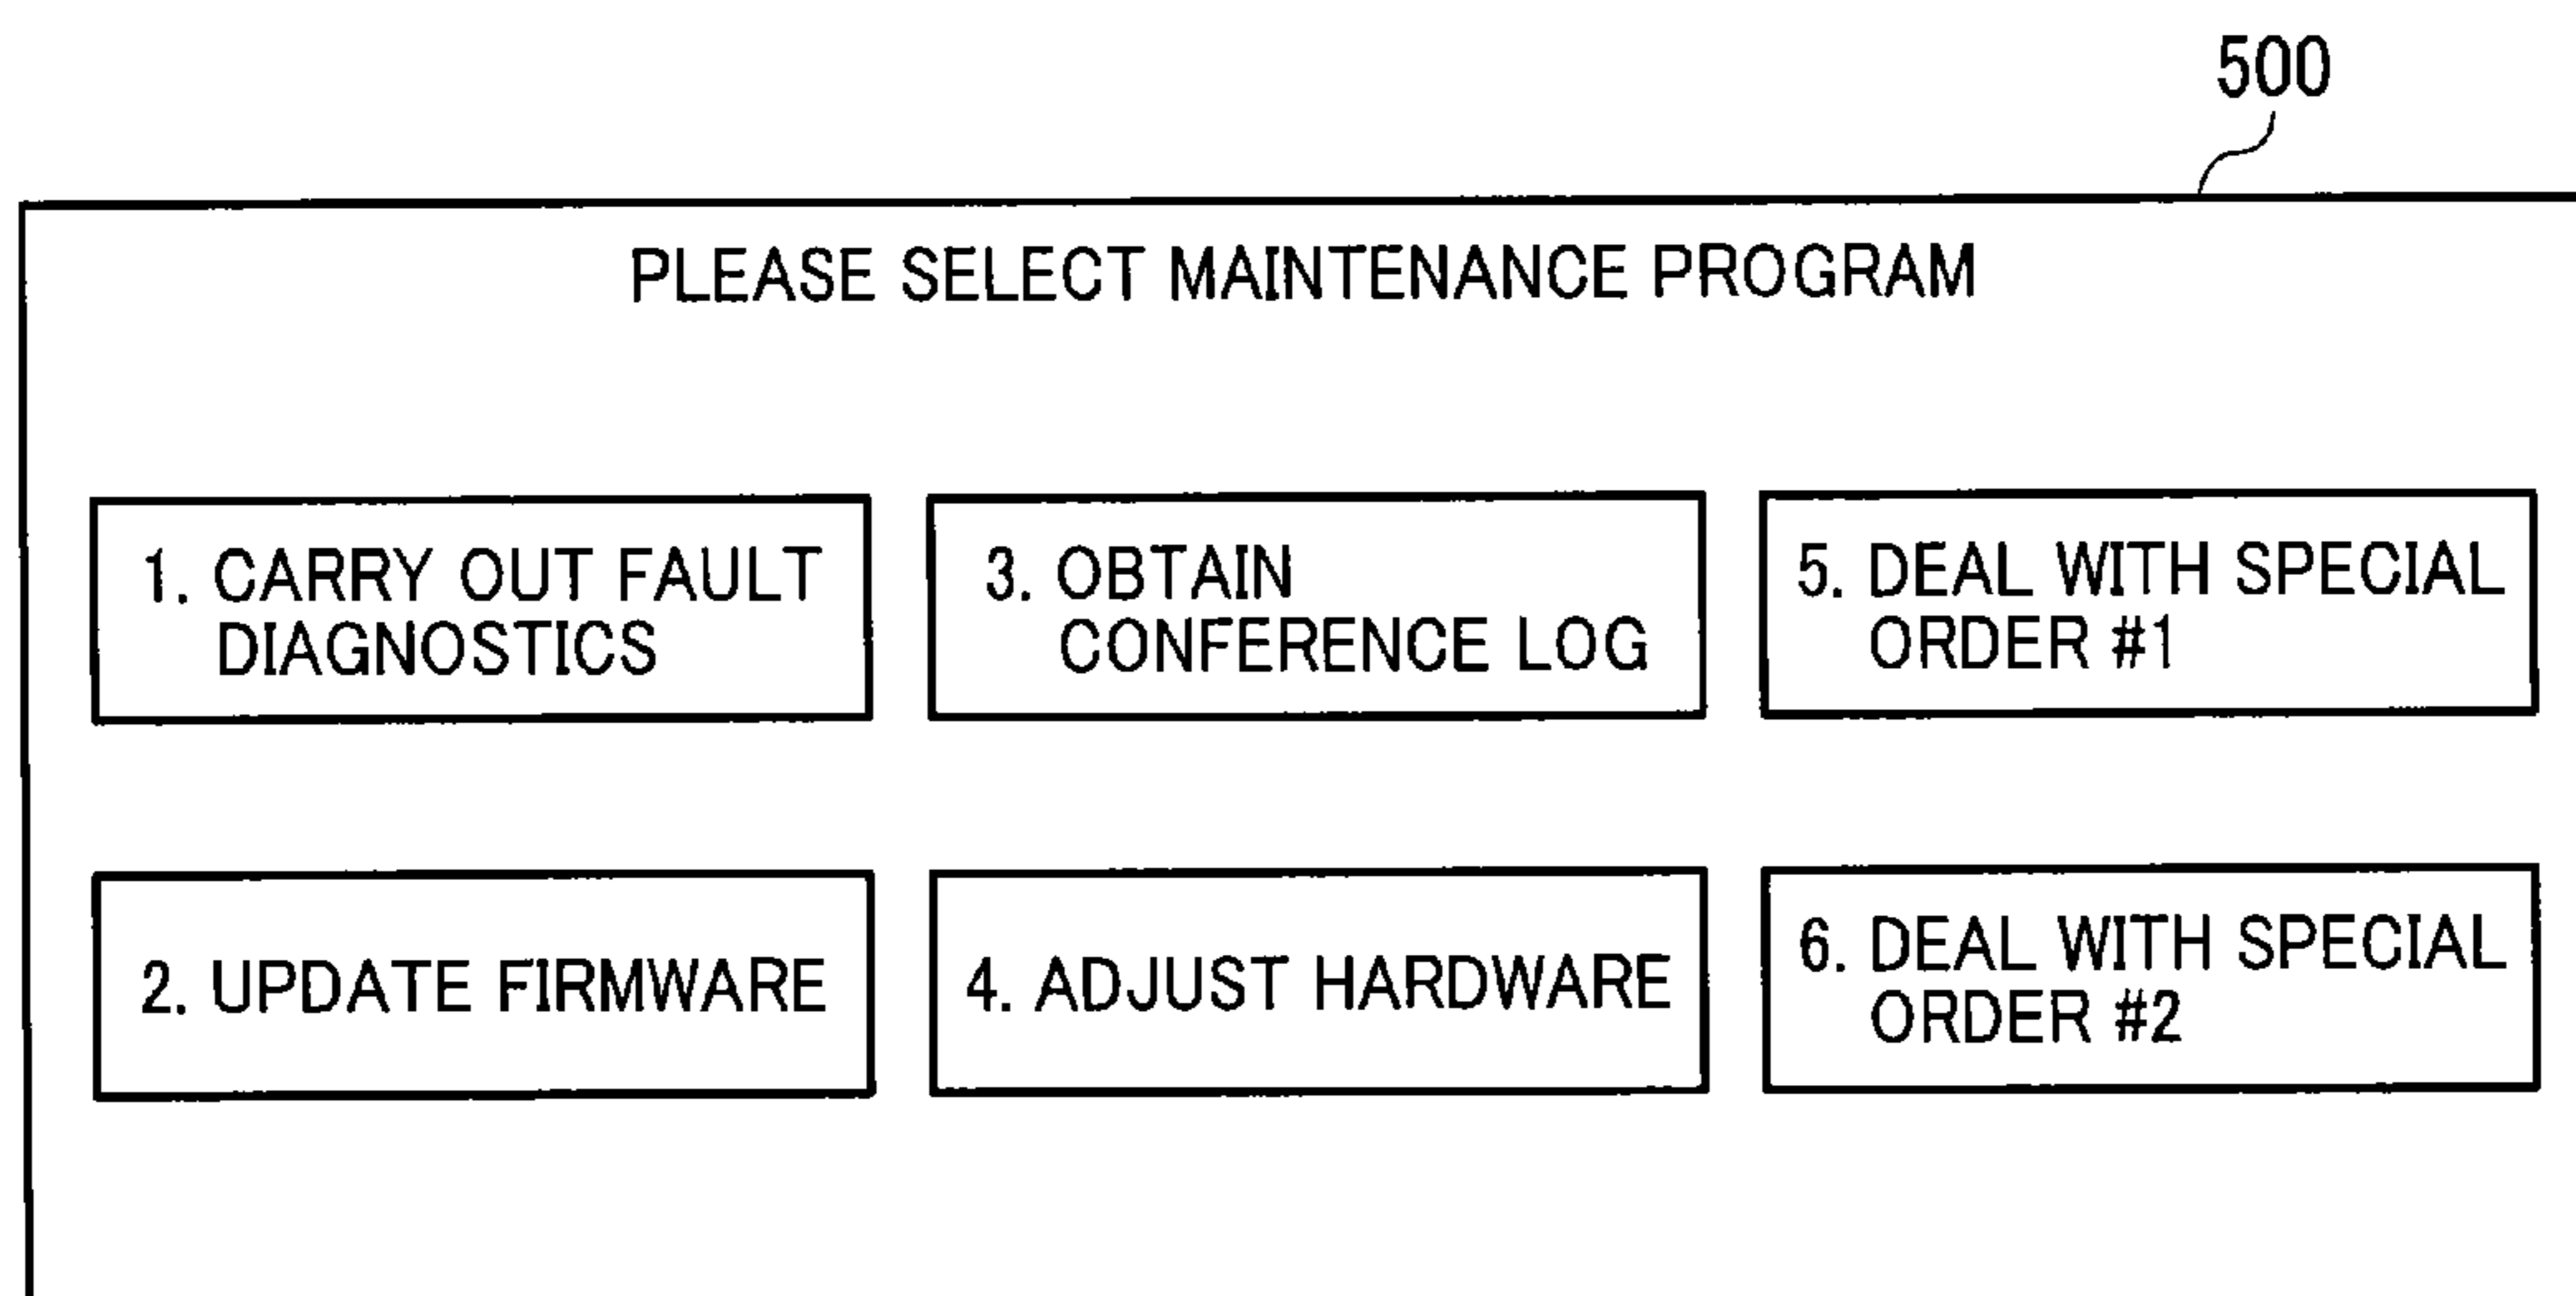 500
PLEASE SELECT MAINTENANCE PROGRAM
1. CARRY OUT FAULT
DIAGNOSTICS
3. OBTAIN
CONFERENCE LOG
5. DEAL WITH SPECIAL
ORDER #1
2. UPDATE FIRMWARE
4. ADJUST HARDWARE
6. DEAL WITH SPECIAL
ORDER #2